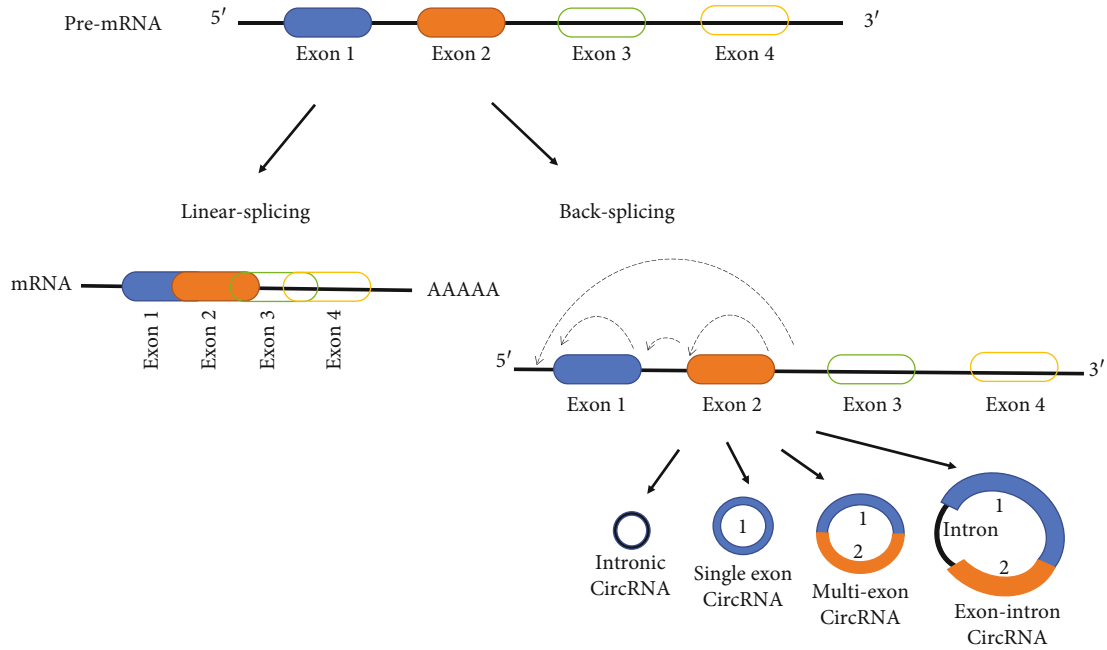 Pre-mRNA
5′
3′
Exon 1
Exon 2
Exon 3
Exon 4
Linear-splicing
Back-splicing
mRNA
AAAAA
Exon 1
Exon 2
Exon 3
Exon 4
5′
3′
Exon 1
Exon 2
Exon 3
Exon 4
Intronic
CircRNA
1
Single exon
CircRNA
1
2
Multi-exon
CircRNA
1
Intron
2
Exon-intron
CircRNA